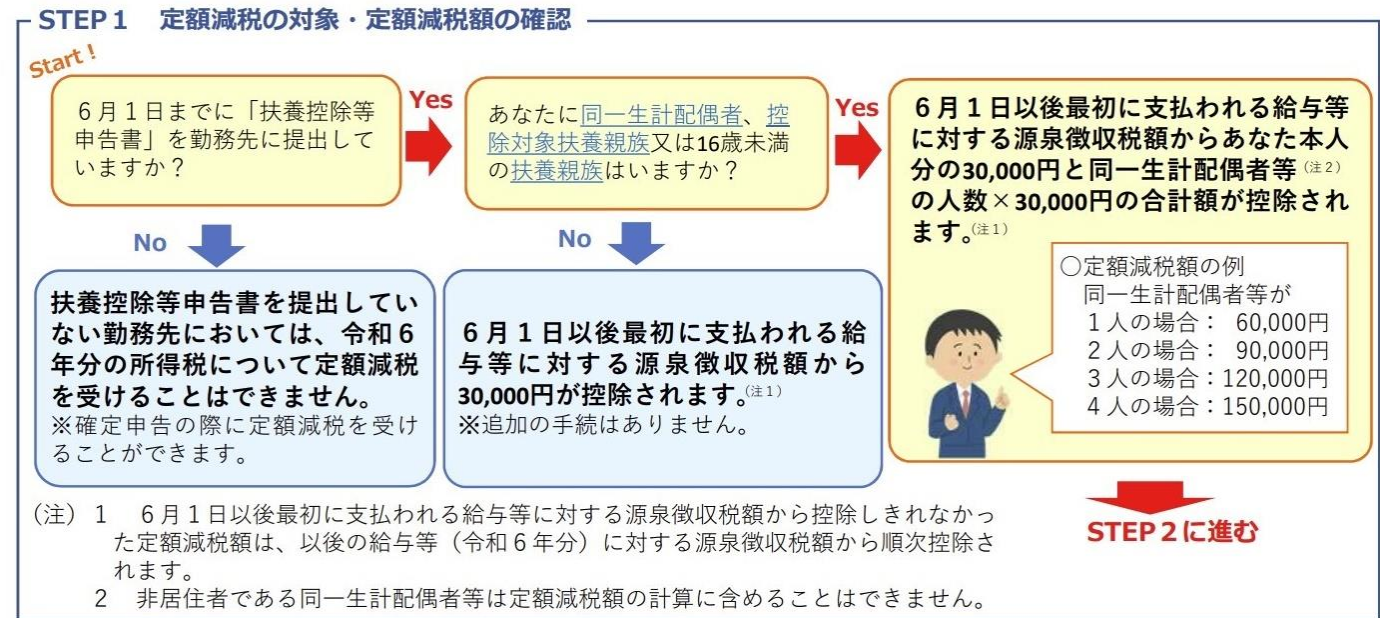 STEP1　定額減税の対象・定額減税額の確認
Start！
６月１日までに「扶養控除等
申告書」を勤務先に提出して
いますか？
Yes
あなたに同一生計配偶者、控
除対象扶養親族又は16歳未満
の扶養親族はいますか？
Yes
６月１日以後最初に支払われる給与等
に対する源泉徴収税額からあなた本人
分の30,000円と同一生計配偶者等（注２）
の人数×30,000円の合計額が控除され
ます。（注１）
○定額減税額の例
同一生計配偶者等が
１人の場合： 60,000円
２人の場合： 90,000円
３人の場合：120,000円
４人の場合：150,000円
No
扶養控除等申告書を提出してい
ない勤務先においては、令和６
年分の所得税について定額減税
を受けることはできません。
※確定申告の際に定額減税を受け
ることができます。
No
６月１日以後最初に支払われる給
与等に対する源泉徴収税額から
30,000円が控除されます。（注１）
※追加の手続はありません。
STEP２に進む
（注）１　６月１日以後最初に支払われる給与等に対する源泉徴収税額から控除しきれなかっ
た定額減税額は、以後の給与等（令和６年分）に対する源泉徴収税額から順次控除さ
れます。
２　非居住者である同一生計配偶者等は定額減税額の計算に含めることはできません。